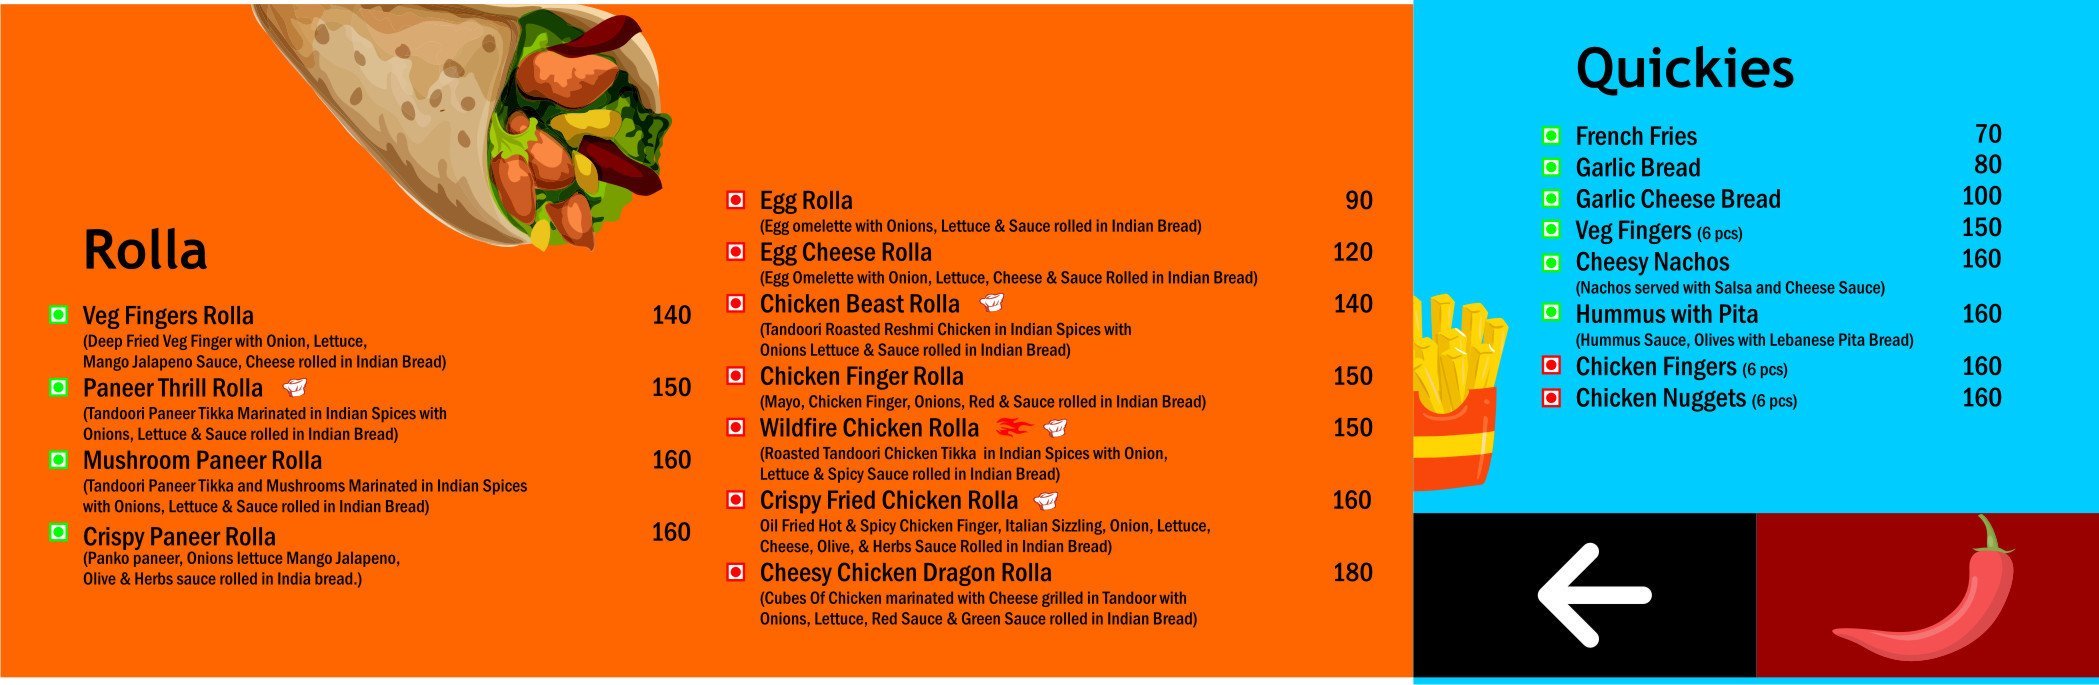 Rolla
Veg Fingers Rolla 140
(Deep Fried Veg Finger with Onion, Lettuce,
Mango Jalapeno Sauce, Cheese rolled in Indian Bread)
Paneer Thrill Rolla 150
(Tandoori Paneer Tikka Marinated in Indian Spices with
Onions, Lettuce & Sauce rolled in Indian Bread)
Mushroom Paneer Rolla 160
(Tandoori Paneer Tikka and Mushrooms Marinated in Indian Spices
with Onions, Lettuce & Sauce rolled in Indian Bread)
Crispy Paneer Rolla 160
(Panko paneer, Onions lettuce Mango Jalapeno,
Olive & Herbs sauce rolled in India bread.)
Egg Rolla 90
(Egg omelette with Onions, Lettuce & Sauce rolled in Indian Bread)
Egg Cheese Rolla 120
(Egg Omelette with Onion, Lettuce, Cheese & Sauce Rolled in Indian Bread)
Chicken Beast Rolla 140
(Tandoori Roasted Reshmi Chicken in Indian Spices with
Onions Lettuce & Sauce rolled in Indian Bread)
Chicken Finger Rolla 150
(Mayo, Chicken Finger, Onions, Red & Sauce rolled in Indian Bread)
Wildfire Chicken Rolla 150
(Roasted Tandoori Chicken Tikka in Indian Spices with Onion,
Lettuce & Spicy Sauce rolled in Indian Bread)
Crispy Fried Chicken Rolla 160
Oil Fried Hot & Spicy Chicken Finger, Italian Sizzling, Onion, Lettuce,
Cheese, Olive, & Herbs Sauce Rolled in Indian Bread)
Cheesy Chicken Dragon Rolla 180
(Cubes Of Chicken marinated with Cheese grilled in Tandoor with
Onions, Lettuce, Red Sauce & Green Sauce rolled in Indian Bread)
Quickies
French Fries 70
Garlic Bread 80
Garlic Cheese Bread 100
Veg Fingers (6 pcs) 150
Cheesy Nachos 160
(Nachos served with Salsa and Cheese Sauce)
Hummus with Pita 160
(Hummus Sauce, Olives with Lebanese Pita Bread)
Chicken Fingers (6 pcs) 160
Chicken Nuggets (6 pcs) 160